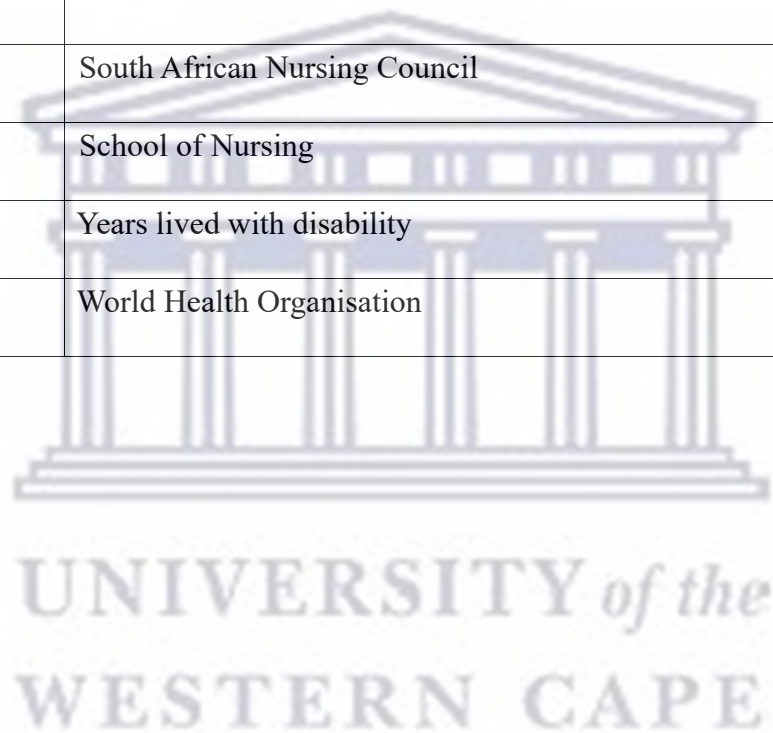 South African Nursing Council
School of Nursing
Years lived with disability
World Health Organisation
UNIVERSITY of the
WESTERN CAPE